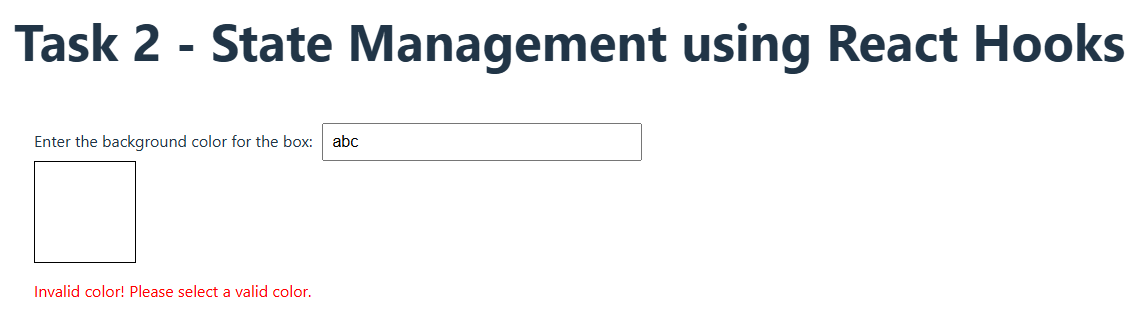 Task 2 - State Management using React Hooks
Enter the background color for the box: abc
Invalid color! Please select a valid color.